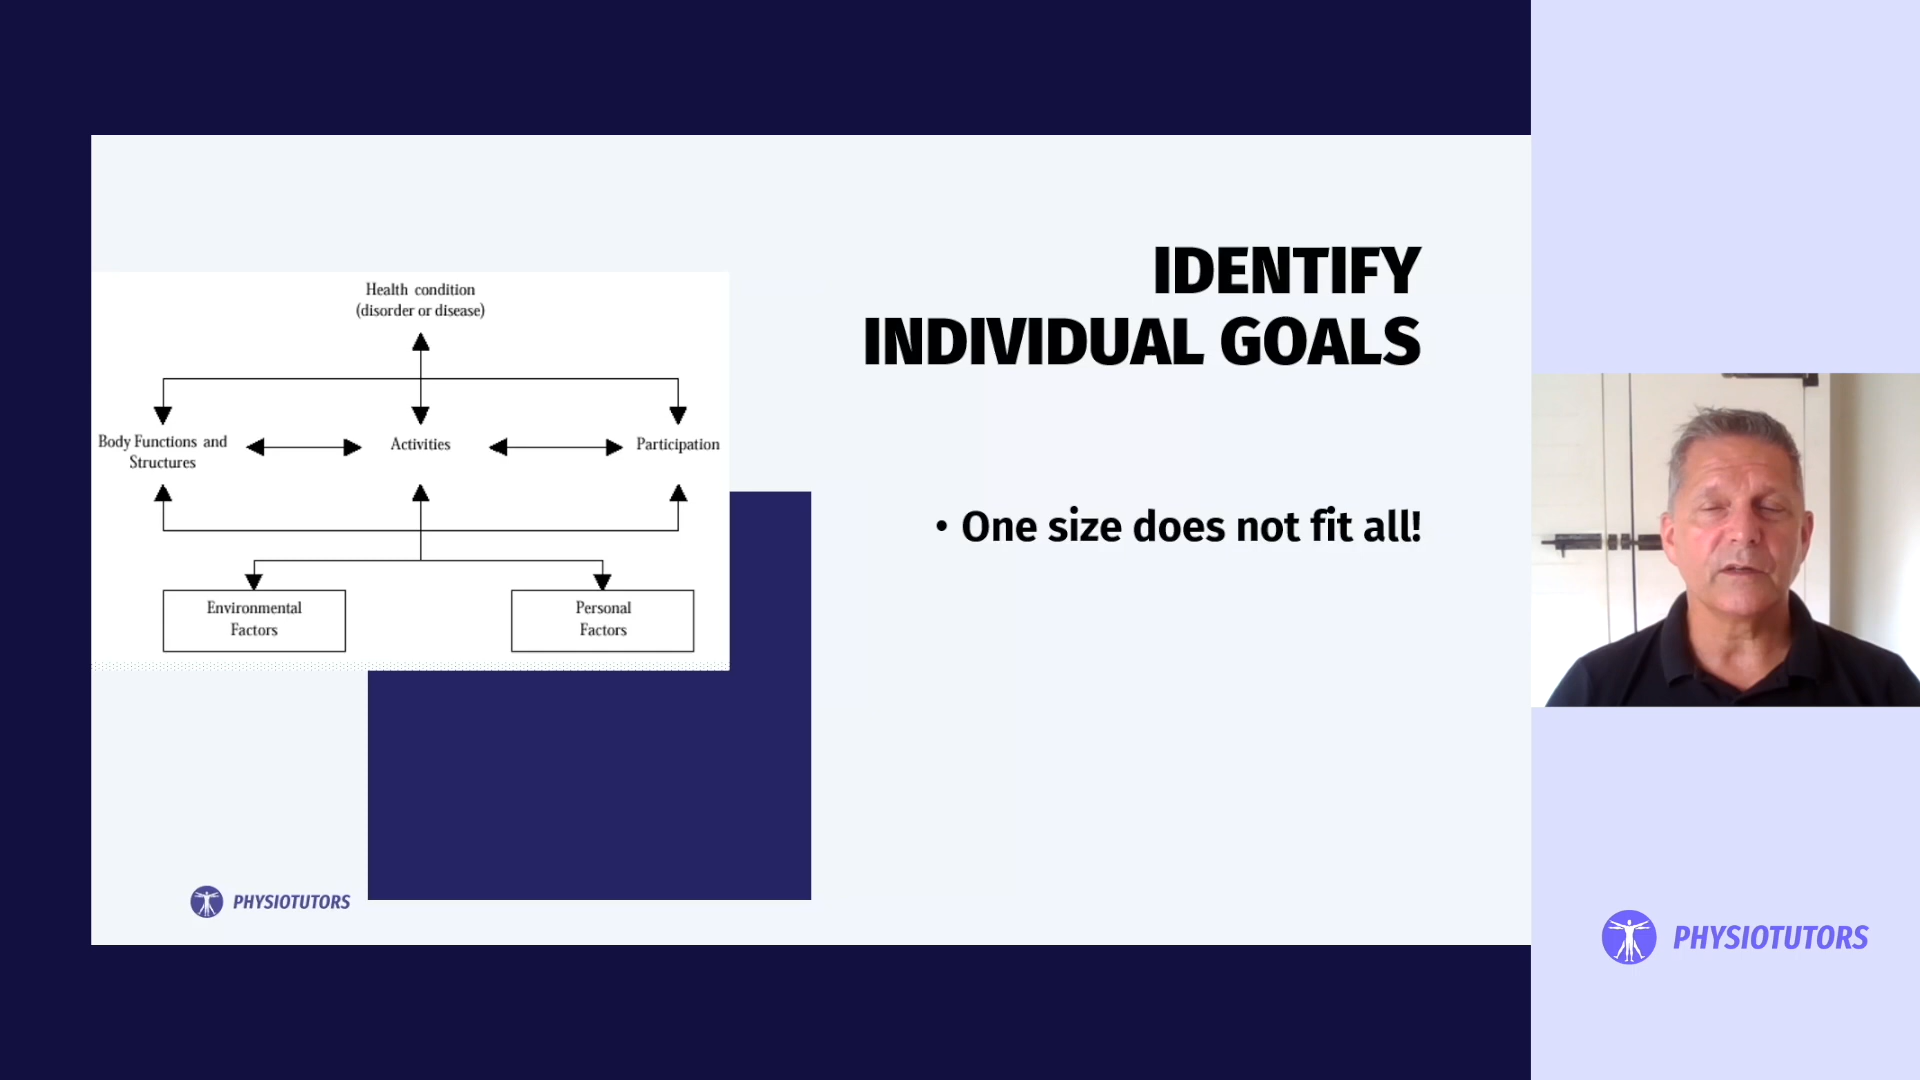 Health condition
(disorder or disease)
Body Functions and
Structures
Activities
Participation
Environmental
Factors
Personal
Factors
IDENTIFY
INDIVIDUAL GOALS
• One size does not fit all!
PHYSIOTUTORS
PHYSIOTUTORS